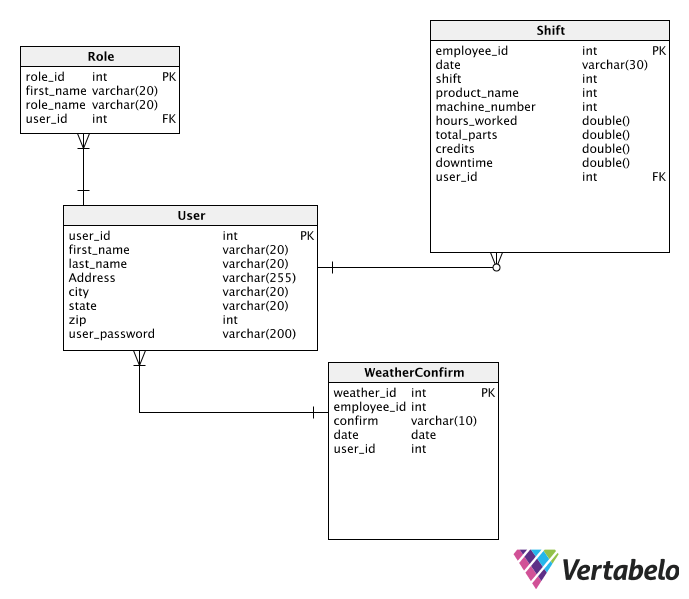 Role
role_id int PK
first_name varchar(20)
role_name varchar(20)
user_id int FK
Shift
employee_id int PK
date varchar(30)
shift int
product_name int
machine_number int
hours_worked double()
total_parts double()
credits double()
downtime double()
user_id int FK
User
user_id int PK
first_name varchar(20)
last_name varchar(20)
Address varchar(255)
city varchar(20)
state varchar(20)
zip int
user_password varchar(200)
WeatherConfirm
weather_id int PK
employee_id int
confirm varchar(10)
date date
user_id int
Vertabelo